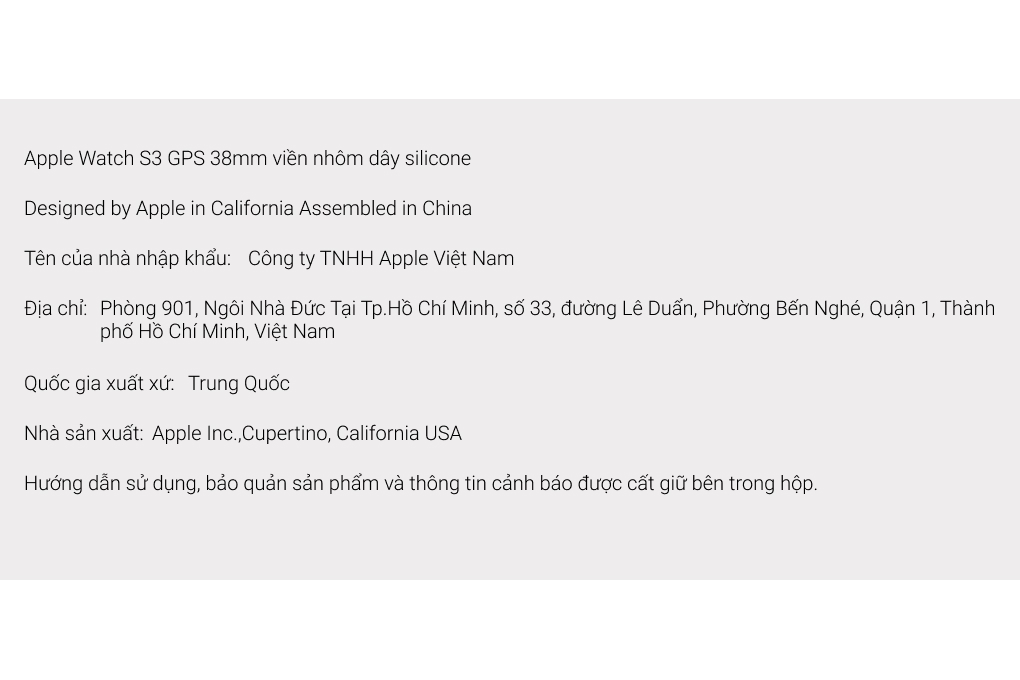 Apple Watch S3 GPS 38mm viền nhôm dây silicone
Designed by Apple in California Assembled in China
Tên của nhà nhập khẩu: Công ty TNHH Apple Việt Nam
Địa chỉ: Phòng 901, Ngôi Nhà Đức Tại Tp.Hồ Chí Minh, số 33, đường Lê Duẩn, Phường Bến Nghé, Quận 1, Thành
phố Hồ Chí Minh, Việt Nam
Quốc gia xuất xứ: Trung Quốc
Nhà sản xuất: Apple Inc.,Cupertino, California USA
Hướng dẫn sử dụng, bảo quản sản phẩm và thông tin cảnh báo được cất giữ bên trong hộp.